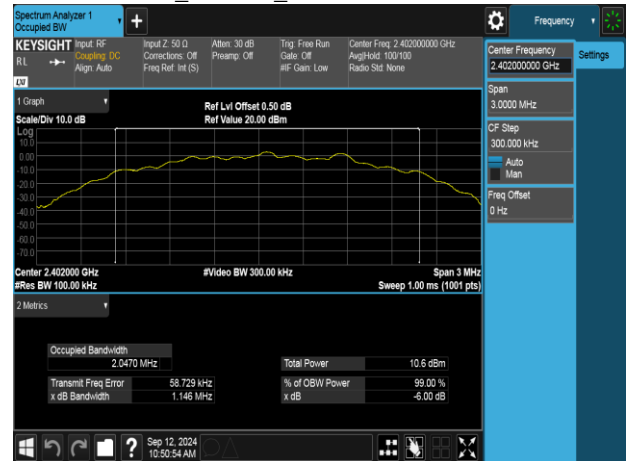 Spectrum Analyzer 1
Occupied BW
Frequency
KEYSIGHT
RL
LXI
Input: RF
Coupling: DC
Align: Auto
Input Z: 50 Ω
Corrections: Off
Freq Ref: Int (S)
Atten: 30 dB
Preamp: Off
Trig: Free Run
Gate: Off
#IF Gain: Low
Center Freq: 2.402000000 GHz
Avg|Hold: 100/100
Radio Std: None
Center Frequency
2.402000000 GHz
Settings
Span
3.0000 MHz
CF Step
300.000 kHz
Auto
Man
Freq Offset
0 Hz
1 Graph
Scale/Div 10.0 dB
Ref Lvl Offset 0.50 dB
Ref Value 20.00 dBm
Log
10.0
0.00
-10.0
-20.0
-30.0
-40.0
-50.0
-60.0
-70.0
Center 2.402000 GHz
#Video BW 300.00 kHz
Span 3 MHz
#Res BW 100.00 kHz
Sweep 1.00 ms (1001 pts)
2 Metrics
Occupied Bandwidth
2.0470 MHz
Total Power 10.6 dBm
Transmit Freq Error 58.729 kHz
% of OBW Power 99.00 %
x dB Bandwidth 1.146 MHz
x dB -6.00 dB
?
Sep 12, 2024
10:50:54 AM